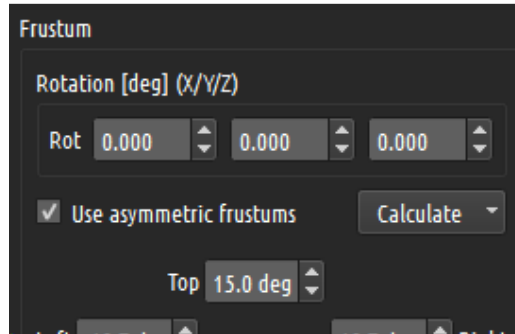 Frustum
Rotation [deg] (X/Y/Z)
Rot 0.000 0.000 0.000
Use asymmetric frustums Calculate
Top 15.0 deg